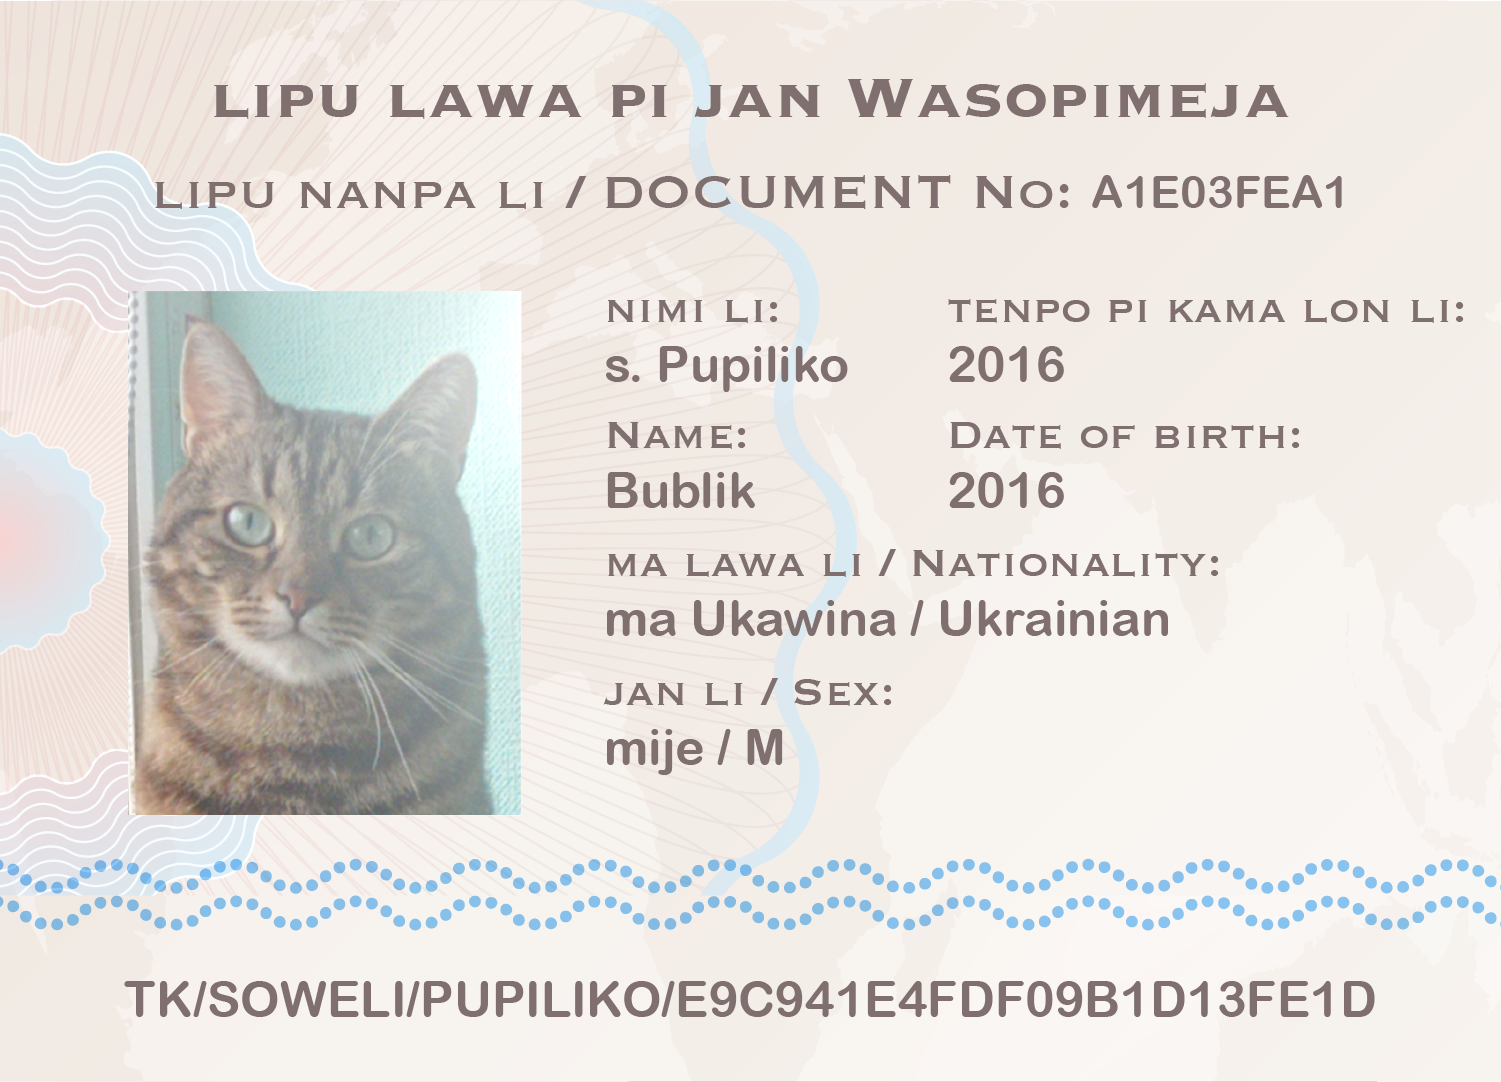 LIPU LAWA PI JAN WASOPIMEJA
LIPU NANPA LI / DOCUMENT NO: A1E03FEA1
NIMI LI:
s. Pupiliko
TENPO PI KAMA LON LI:
2016
NAME:
Bublik
DATE OF BIRTH:
2016
MA LAWA LI / NATIONALITY:
ma Ukawina / Ukrainian
JAN LI / SEX:
mije / M
TK/SOWELI/PUPILIKO/E9C941E4FDF09B1D13FE1D